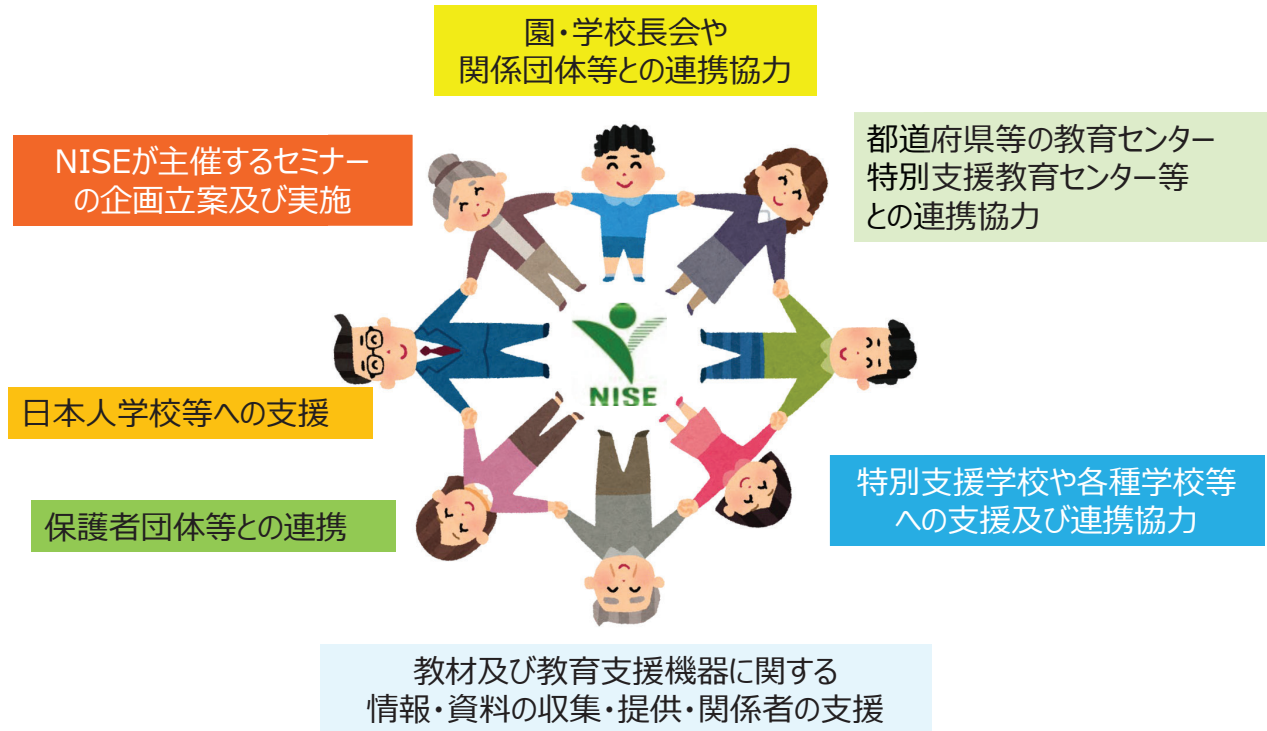 園・学校長会や
関係団体等との連携協力
NISEが主催するセミナー
の企画立案及び実施
都道府県等の教育センター
特別支援教育センター等
との連携協力
NISE
日本人学校等への支援
特別支援学校や各種学校等
への支援及び連携協力
保護者団体等との連携
教材及び教育支援機器に関する
情報・資料の収集・提供・関係者の支援